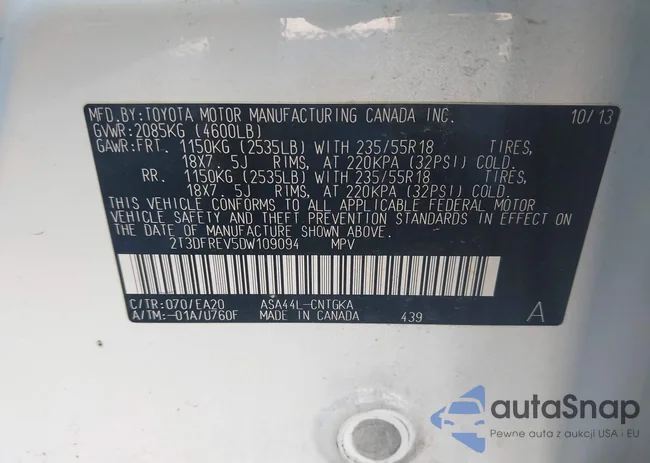 MFD.BY: TOYOTA MOTOR MANUFACTURING CANADA INC. 10/13
GVWR: 2085KG (4600LB)
GAWR: FRT. 1150KG (2535LB) WITH 235/55R18 TIRES,
18X7. 5J RIMS, AT 220KPA (32PSI) COLD.
RR. 1150KG (2535LB) WITH 235/55R18 TIRES,
18X7. 5J RIMS, AT 220KPA (32PSI) COLD.
THIS VEHICLE CONFORMS TO ALL APPLICABLE FEDERAL MOTOR
VEHICLE SAFETY AND THEFT PREVENTION STANDARDS IN EFFECT ON
THE DATE OF MANUFACTURE SHOWN ABOVE.
2T3DFREV5DW109094 MPV
C/TR: 070/EA20 ASA44L-CNTGKA
A/TM: -01A/U760F MADE IN CANADA 439 A
autoSnap
Pewne auta z aukcji USA i EU